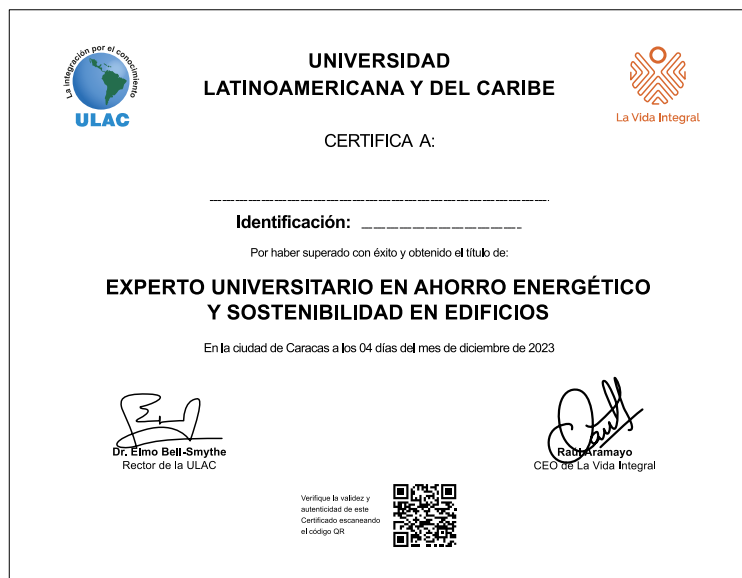 La integración por el conocimiento
ULAC
UNIVERSIDAD
LATINOAMERICANA Y DEL CARIBE
La Vida Integral
CERTIFICA A:
Identificación:
Por haber superado con éxito y obtenido el título de:
EXPERTO UNIVERSITARIO EN AHORRO ENERGÉTICO
Y SOSTENIBILIDAD EN EDIFICIOS
En la ciudad de Caracas a los 04 días del mes de diciembre de 2023
Dr. Elmo Bell-Smythe
Rector de la ULAC
Raúl Aramayo
CEO de La Vida Integral
Verifique la validez y
autenticidad de este
Certificado escaneando
el código QR